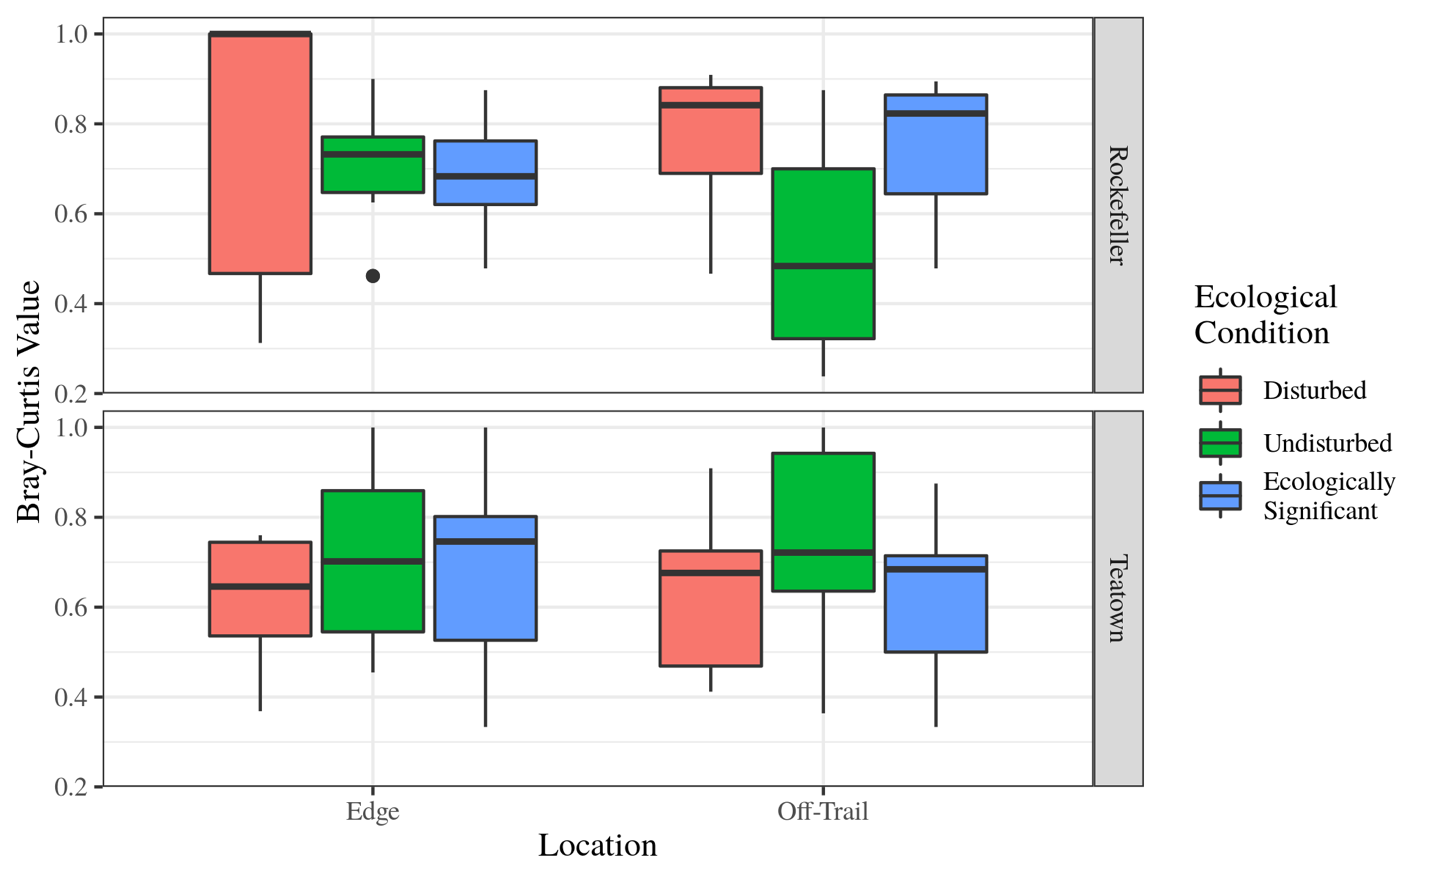 Bray-Curtis Value
1.0
0.8
0.6
0.4
0.2
Rockefeller
1.0
0.8
0.6
0.4
0.2
Teatown
Edge
Off-Trail
Location
Ecological
Condition
Disturbed
Undisturbed
Ecologically
Significant